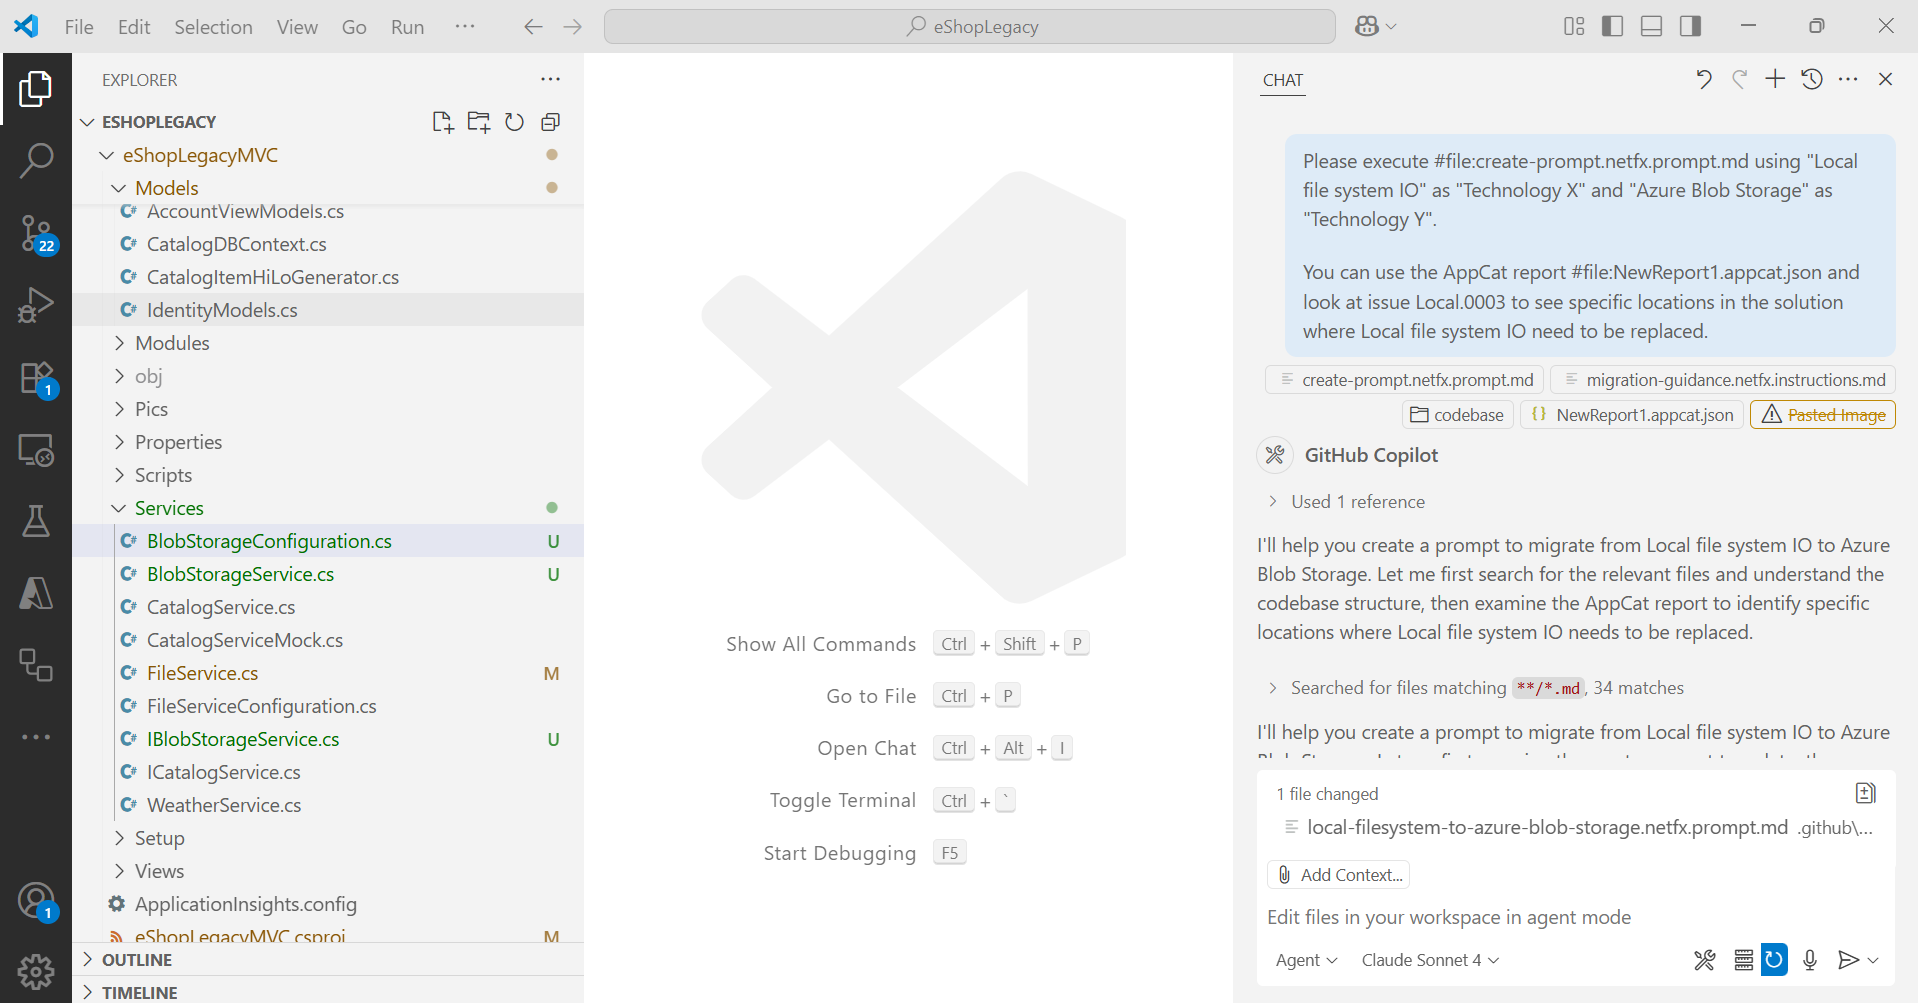 File Edit Selection View Go Run ··· eShopLegacy
EXPLORER
ESHOPLEGACY
eShopLegacyMVC
Models
AccountViewModels.cs
CatalogDBContext.cs
CatalogItemHiLoGenerator.cs
IdentityModels.cs
Modules
obj
Pics
Properties
Scripts
Services
BlobStorageConfiguration.cs U
BlobStorageService.cs U
CatalogService.cs
CatalogServiceMock.cs
FileService.cs M
FileServiceConfiguration.cs
IBlobStorageService.cs U
ICatalogService.cs
WeatherService.cs
Setup
Views
ApplicationInsights.config
eShopLegacyMVC.csproj M
OUTLINE
TIMELINE
22
1
1
Show All Commands Ctrl + Shift + P
Go to File Ctrl + P
Open Chat Ctrl + Alt + I
Toggle Terminal Ctrl + `
Start Debugging F5
CHAT
Please execute #file:create-prompt.netfx.prompt.md using "Local
file system IO" as "Technology X" and "Azure Blob Storage" as
"Technology Y".
You can use the AppCat report #file:NewReport1.appcat.json and
look at issue Local.0003 to see specific locations in the solution
where Local file system IO need to be replaced.
create-prompt.netfx.prompt.md migration-guidance.netfx.instructions.md
codebase {} NewReport1.appcat.json Pasted Image
GitHub Copilot
Used 1 reference
I'll help you create a prompt to migrate from Local file system IO to Azure
Blob Storage. Let me first search for the relevant files and understand the
codebase structure, then examine the AppCat report to identify specific
locations where Local file system IO needs to be replaced.
Searched for files matching **/*.md, 34 matches
I'll help you create a prompt to migrate from Local file system IO to Azure
1 file changed
local-filesystem-to-azure-blob-storage.netfx.prompt.md .github\...
Add Context...
Edit files in your workspace in agent mode
Agent Claude Sonnet 4